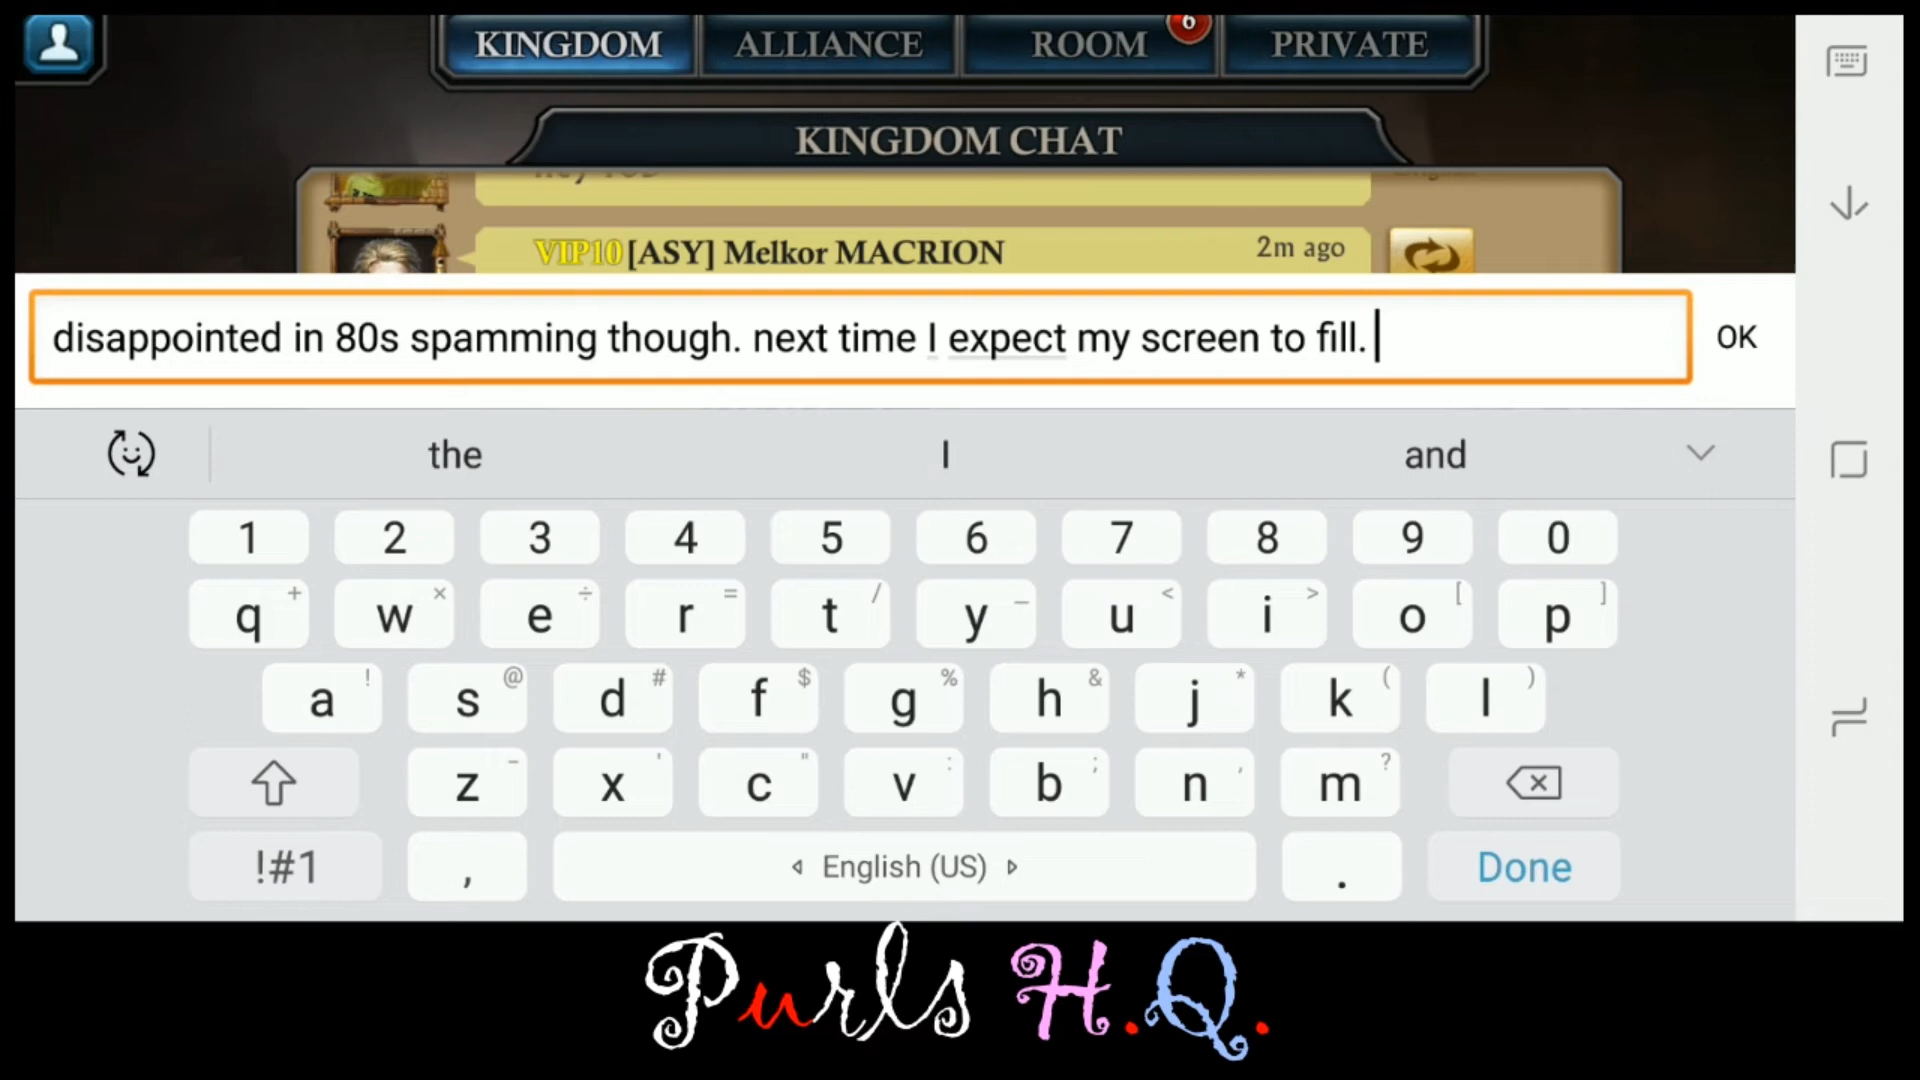 KINGDOM ALLIANCE ROOM 6 PRIVATE
KINGDOM CHAT
VIP10 [ASY] Melkor MACRION 2m ago
disappointed in 80s spamming though. next time I expect my screen to fill. OK
the I and
1 2 3 4 5 6 7 8 9 0
q + w × e ÷ r = t / y _ u < i > o [ p ]
a ! s @ d # f $ g % h & j * k ( l )
z - x ' c " v : b ; n , m ?
!#1 , English (US) . Done
Purls H.Q.